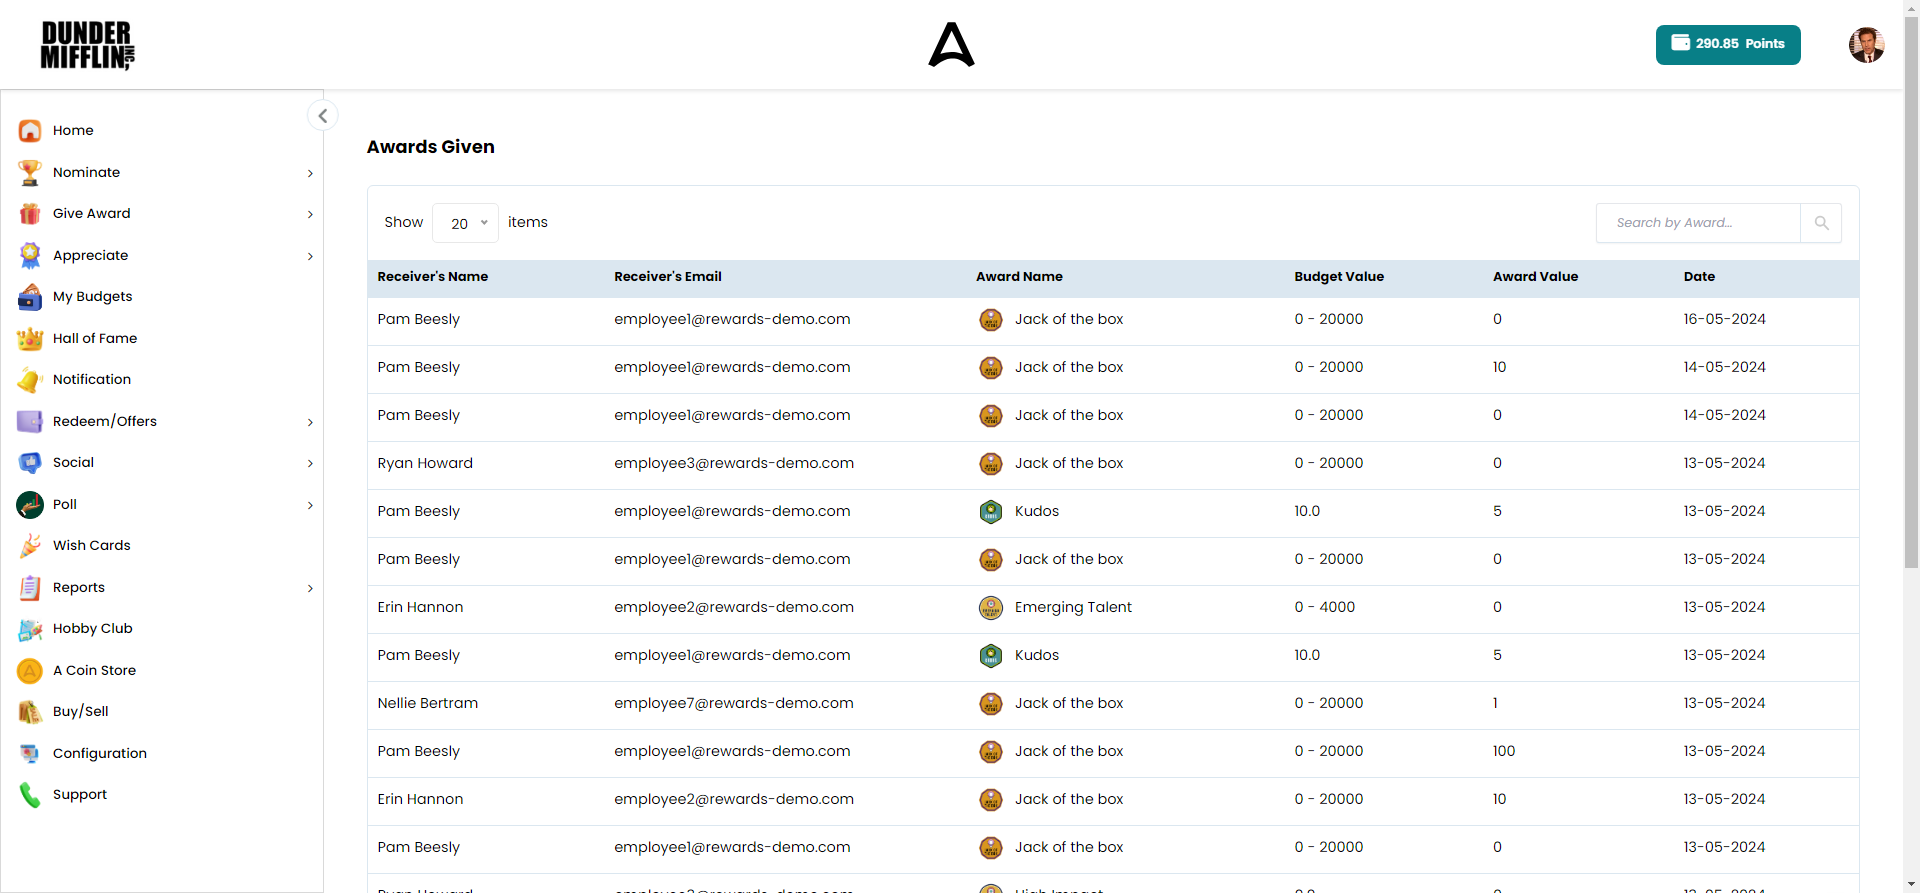 DUNDER
MIFFLIN INC,
290.85 Points
Home
Nominate
Give Award
Appreciate
My Budgets
Hall of Fame
Notification
Redeem/Offers
Social
Poll
Wish Cards
Reports
Hobby Club
A Coin Store
Buy/Sell
Configuration
Support
Awards Given
Show 20 items
Search by Award...
Receiver's Name Receiver's Email Award Name Budget Value Award Value Date
Pam Beesly employee1@rewards-demo.com Jack of the box 0 - 20000 0 16-05-2024
Pam Beesly employee1@rewards-demo.com Jack of the box 0 - 20000 10 14-05-2024
Pam Beesly employee1@rewards-demo.com Jack of the box 0 - 20000 0 14-05-2024
Ryan Howard employee3@rewards-demo.com Jack of the box 0 - 20000 0 13-05-2024
Pam Beesly employee1@rewards-demo.com Kudos 10.0 5 13-05-2024
Pam Beesly employee1@rewards-demo.com Jack of the box 0 - 20000 0 13-05-2024
Erin Hannon employee2@rewards-demo.com Emerging Talent 0 - 4000 0 13-05-2024
Pam Beesly employee1@rewards-demo.com Kudos 10.0 5 13-05-2024
Nellie Bertram employee7@rewards-demo.com Jack of the box 0 - 20000 1 13-05-2024
Pam Beesly employee1@rewards-demo.com Jack of the box 0 - 20000 100 13-05-2024
Erin Hannon employee2@rewards-demo.com Jack of the box 0 - 20000 10 13-05-2024
Pam Beesly employee1@rewards-demo.com Jack of the box 0 - 20000 0 13-05-2024